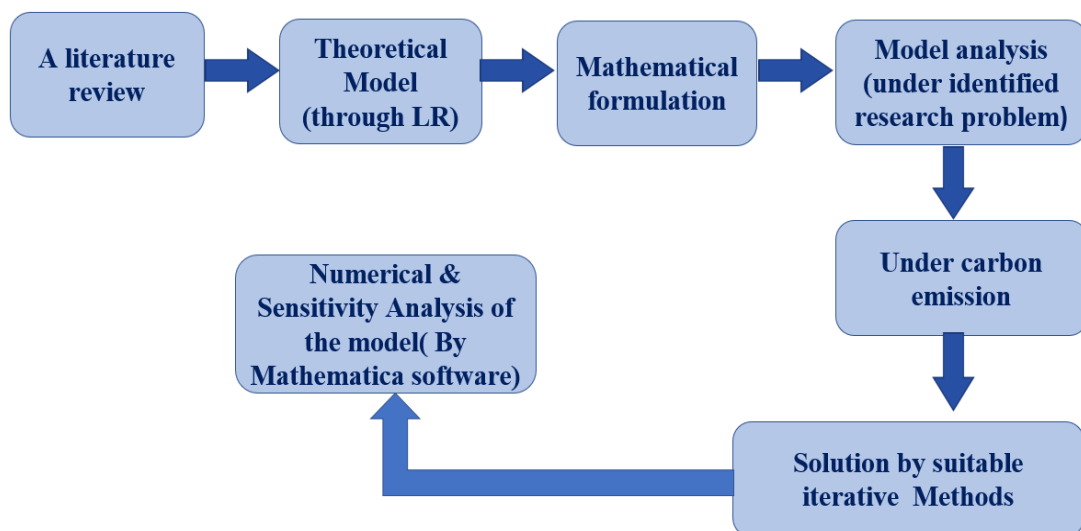 A literature
review
Theoretical
Model
(through LR)
Mathematical
formulation
Model analysis
(under identified
research problem)
Under carbon
emission
Solution by suitable
iterative Methods
Numerical &
Sensitivity Analysis of
the model( By
Mathematica software)